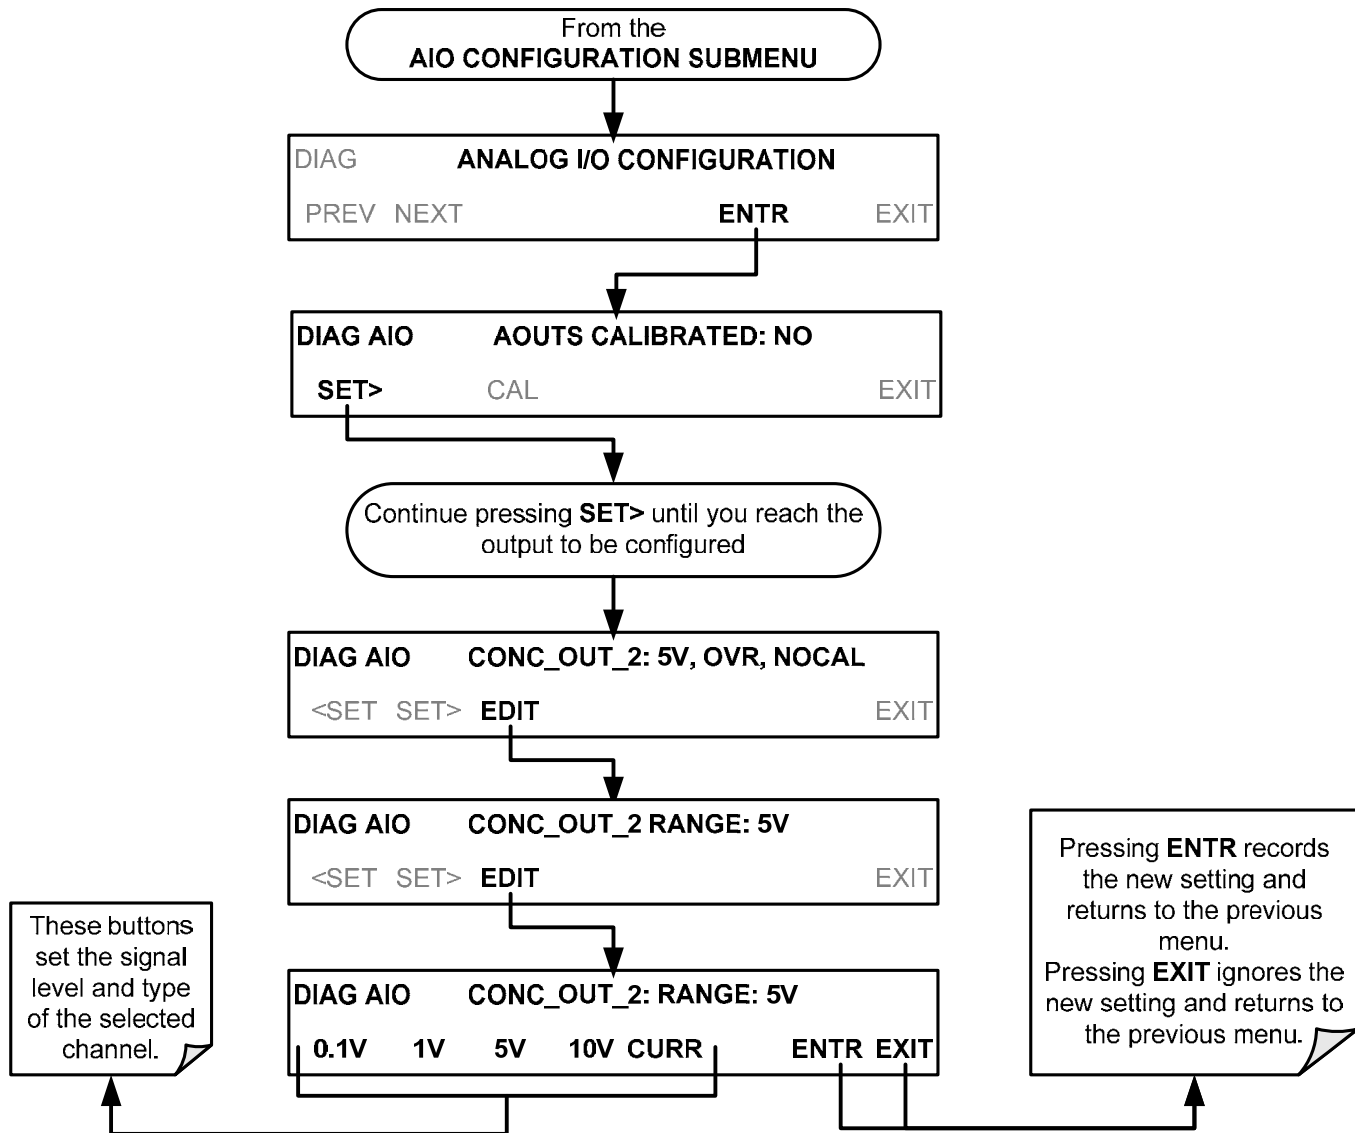 From the
AIO CONFIGURATION SUBMENU
DIAG ANALOG I/O CONFIGURATION
PREV NEXT ENTR EXIT
DIAG AIO AOUTS CALIBRATED: NO
SET> CAL EXIT
Continue pressing SET> until you reach the
output to be configured
DIAG AIO CONC_OUT_2: 5V, OVR, NOCAL
<SET SET> EDIT EXIT
DIAG AIO CONC_OUT_2 RANGE: 5V
<SET SET> EDIT EXIT
DIAG AIO CONC_OUT_2: RANGE: 5V
0.1V 1V 5V 10V CURR ENTR EXIT
These buttons
set the signal
level and type
of the selected
channel.
Pressing ENTR records
the new setting and
returns to the previous
menu.
Pressing EXIT ignores the
new setting and returns to
the previous menu.